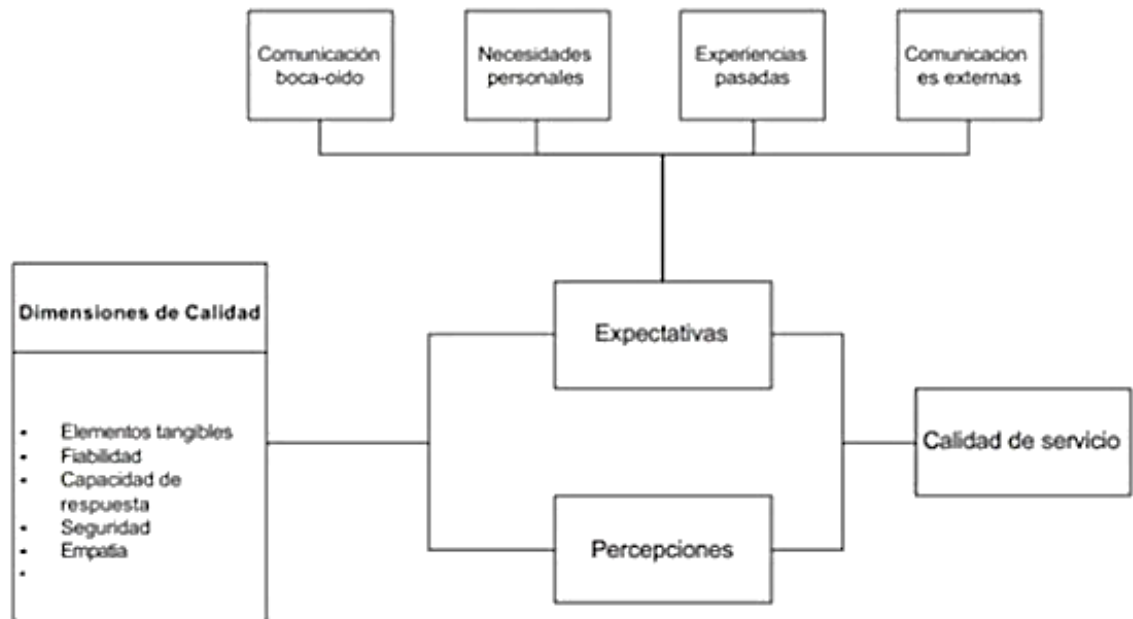 Comunicación
boca-oido
Necesidades
personales
Experiencias
pasadas
Comunicacion
es externas
Dimensiones de Calidad
• Elementos tangibles
• Fiabilidad
• Capacidad de
respuesta
• Seguridad
• Empatia
•
Expectativas
Percepciones
Calidad de servicio